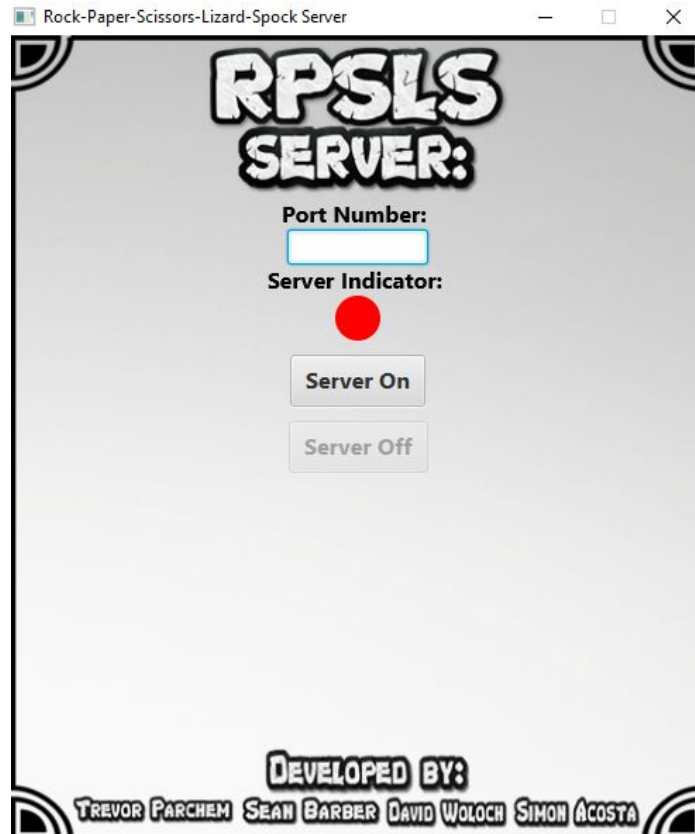 Rock-Paper-Scissors-Lizard-Spock Server
RPSLS
SERVER:
Port Number:
Server Indicator:
Server On
Server Off
DEVELOPED BY:
TREVOR PARCHEM SEAN BARBER DAVID WOLOCH SIMON ACOSTA